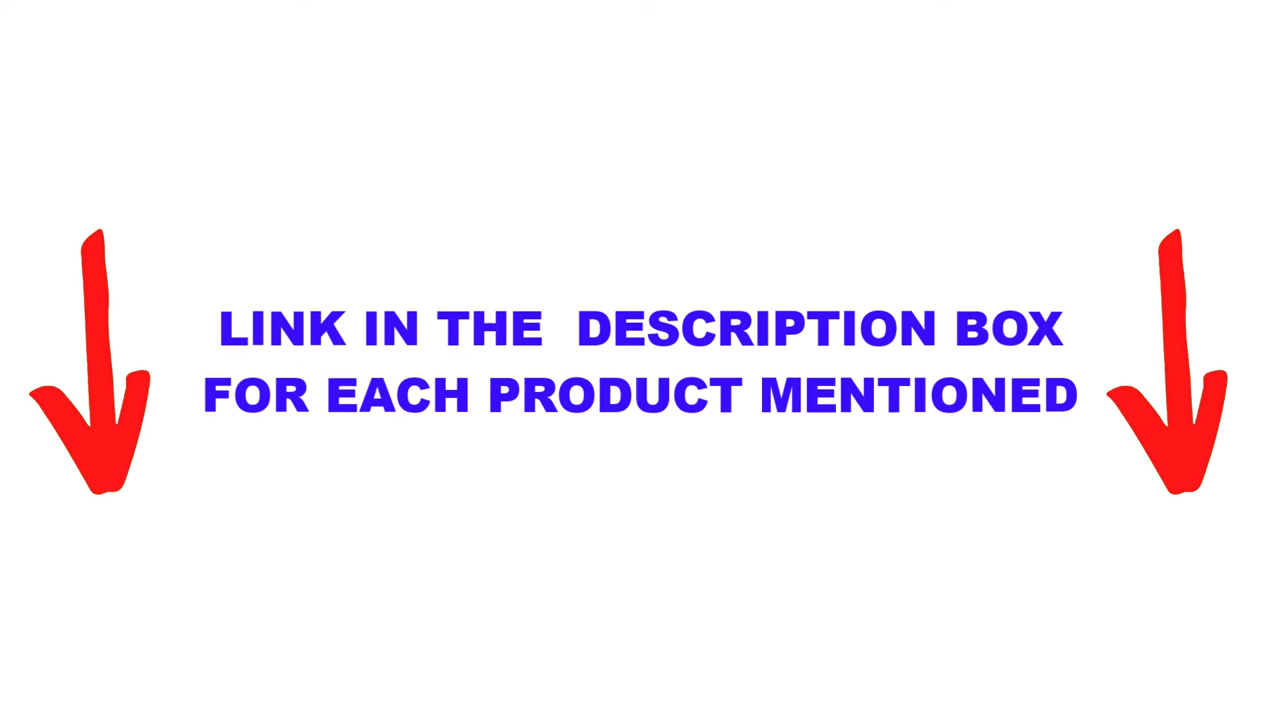 LINK IN THE  DESCRIPTION BOX
FOR EACH PRODUCT MENTIONED